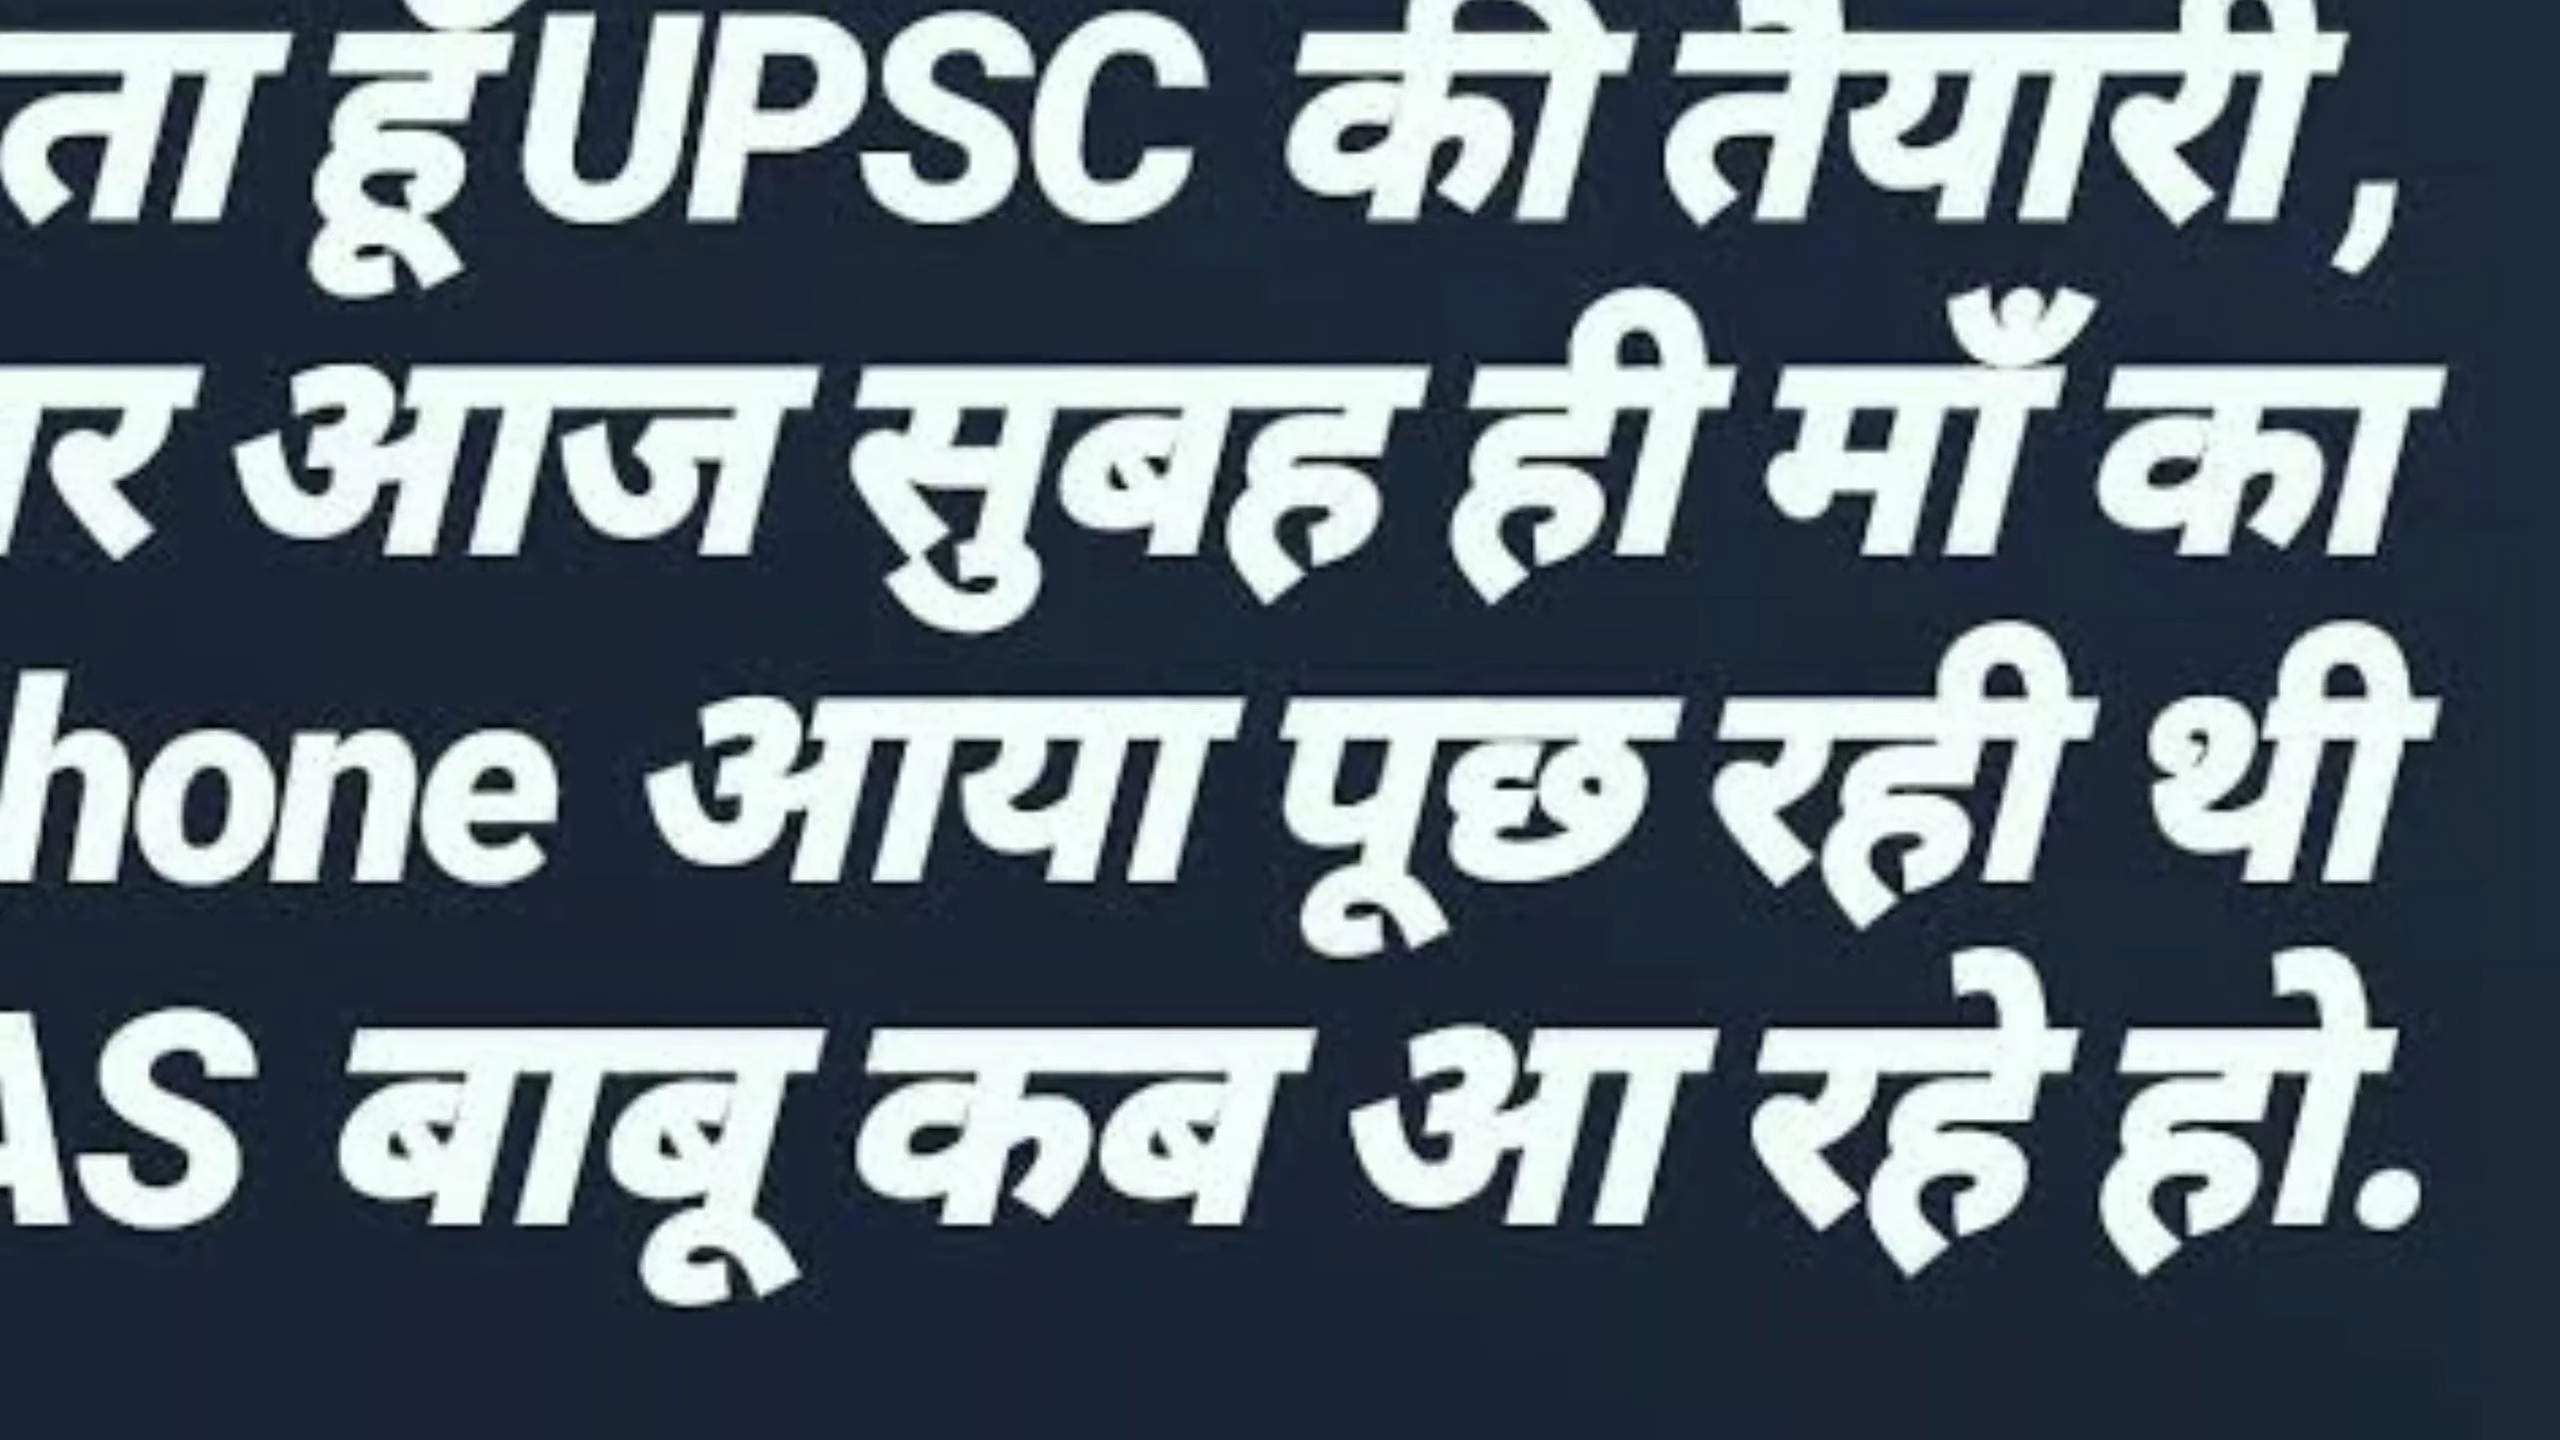 ता हूँ UPSC की तैयारी,
र आज सुबह ही माँ का
hone आया पूछ रही थी
AS बाबू कब आ रहे हो.